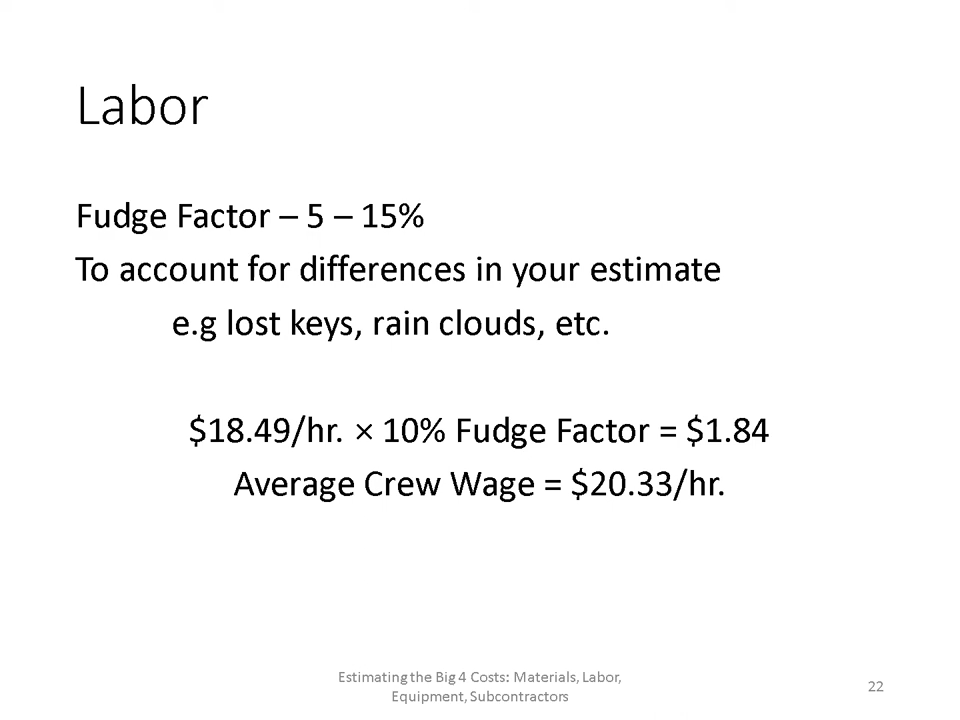 Labor
Fudge Factor – 5 – 15%
To account for differences in your estimate
e.g lost keys, rain clouds, etc.
$18.49/hr. × 10% Fudge Factor = $1.84
Average Crew Wage = $20.33/hr.
Estimating the Big 4 Costs: Materials, Labor,
Equipment, Subcontractors
22